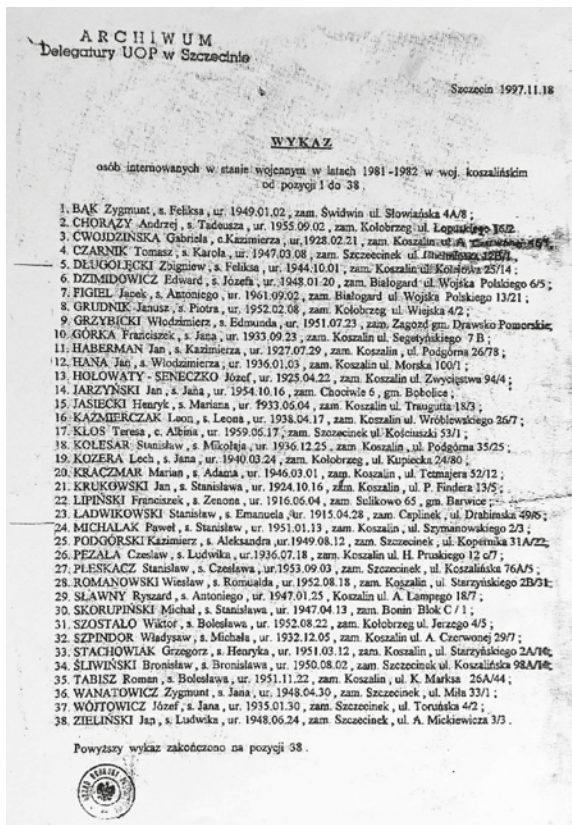 ARCHIWUM
Delegatury UOP w Szczecinie
Szczecin 1997.11.18
WYKAZ
osób internowanych w stanie wojennym w latach 1981-1982 w woj. koszalińskim
od pozycji 1 do 38.
1. BĄK Zygmunt, s. Feliksa, ur. 1949.01.02, zam. Świdwin ul. Słowiańska 4A/8;
2. CHORĄŻY Andrzej, s. Tadeusza, ur. 1955.09.02, zam. Kołobrzeg ul. Łopuskiego 16/2
3. ĆWOJDZIŃSKA Gabriela, c.Kazimierza, ur,1928.02.21, zam. Koszalin ul. A. Czerwonej
4. CZARNIK Tomasz, s. Karola, ur. 1947.03.08, zam. Szczecinek ul.
5. DŁUGOŁĘCKI Zbigniew, s. Feliksa, ur. 1944.10.01, zam. Koszalin ul. Kolejowa 25/14;
6. DZIMIDOWICZ Edward, s. Józefa, ur. 1948.01.20, zam. Białogard ul. Wojska Polskiego 6/5;
7. FIGIEL Jacek, s. Antoniego, ur. 1961.09.02, zam. Białogard ul. Wojska Polskiego 13/21;
8. GRUDNIK Janusz, s. Piotra, ur. 1952.02.08, zam. Kołobrzeg ul. Wiejska 4/2;
9. GRZYBICKI Włodzimierz, s. Edmunda, ur. 1951.07.23, zam. Zagozd gm. Drawsko Pomorskie;
10. GÓRKA Franciszek, s. Jana, ur. 1933.09.23, zam. Koszalin ul. Segetyńskiego 7 B;
11. HABERMAN Jan, s. Kazimierza, ur. 1927.07.29, zam. Koszalin, ul. Podgórna 26/78;
12. HANA Jan, s. Włodzimierza, ur. 1936.01.03, zam. Koszalin ul. Morska 100/1;
13. HOŁOWATY - SENECZKO Józef, ur. 1925.04.22, zam. Koszalin ul. Zwycięstwa 94/4;
14. JARZYŃSKI Jan, s. Jana, ur. 1954.10.16, zam. Chociwle 6, gm. Bobolice;
15. JASIECKI Henryk, s. Mariana, ur. 1933.06.04, zam. Koszalin ul. Traugutta 18/3;
16. KAŹMIERCZAK Leon, s. Leona, ur. 1938.04.17, zam. Koszalin ul. Wróblewskiego 26/7;
17. KŁOS Teresa, c. Albina, ur. 1959.06.17, zam. Szczecinek ul. Kościuszki 53/1;
18. KOLESAR Stanisław, s. Mikołaja, ur. 1936.12.25, zam. Koszalin, ul. Podgórna 35/25;
19. KOZERA Lech, s. Jana, ur. 1940.03.24, zam. Kołobrzeg, ul. Kupiecka 24/80;
20. KRACZMAR Marian, s. Adama, ur. 1946.03.01, zam. Koszalin, ul. Tetmajera 52/12;
21. KRUKOWSKI Jan, s. Stanisława, ur. 1924.10.16, zam. Koszalin, ul. P. Findera 13/5;
22. LIPIŃSKI Franciszek, s. Zenona, ur. 1916.06.04, zam. Sulikowo 65, gm. Barwice;
23. ŁADWIKOWSKI Stanisław, s. Emanuela, ur. 1915.04.28, zam. Czaplinek, ul. Drahimska 49/6;
24. MICHALAK Paweł, s. Stanisław, ur. 1951.01.13, zam. Koszalin, ul. Szymanowskiego 2/3;
25. PODGÓRSKI Kazimierz, s. Aleksandra, ur.1949.08.12, zam. Szczecinek, ul. Kopernika 31A/22;
26. PEZAŁA Czesław, s. Ludwika, ur.1936.07.18, zam. Koszalin ul. H. Pruskiego 12 c/7;
27. PLESKACZ Stanisław, s. Czesława, ur.1953.09.03, zam. Szczecinek, ul. Koszalińska 76A/5;
28. ROMANOWSKI Wiesław, s. Romualda, ur. 1952.08.18, zam. Koszalin, ul. Starzyńskiego 2B/31;
29. SŁAWNY Ryszard, s. Antoniego, ur. 1947.01.25, Koszalin ul. A. Lampego 18/7;
30. SKORUPIŃSKI Michał, s. Stanisława, ur. 1947.04.13, zam. Bonin Blok C / 1;
31. SZOSTAŁO Wiktor, s. Bolesława, ur. 1952.08.22, zam. Kołobrzeg ul. Jerzego 4/5;
32. SZPINDOR Władysaw, s. Michała, ur. 1932.12.05, zam. Koszalin ul. A. Czerwonej 29/7;
33. STACHOWIAK Grzegorz, s. Henryka, ur. 1951.03.12, zam. Koszalin, ul. Starzyńskiego 2A/10;
34. ŚLIWIŃSKI Bronisław, s. Bronisława, ur. 1950.08.02, zam. Szczecinek ul. Koszalińska
35. TABISZ Roman, s. Bolesława, ur. 1951.11.22, zam. Koszalin, ul. K. Marksa 26A/44;
36. WANATOWICZ Zygmunt, s. Jana, ur. 1948.04.30, zam. Szczecinek, ul. Miła 33/1;
37. WÓJTOWICZ Józef, s. Jana, ur. 1935.01.30, zam. Szczecinek, ul. Toruńska 4/2;
38. ZIELIŃSKI Jan, s. Ludwika, ur. 1948.06.24, zam. Szczecinek, ul. A. Mickiewicza 3/3.
Powyższy wykaz zakończono na pozycji 38.